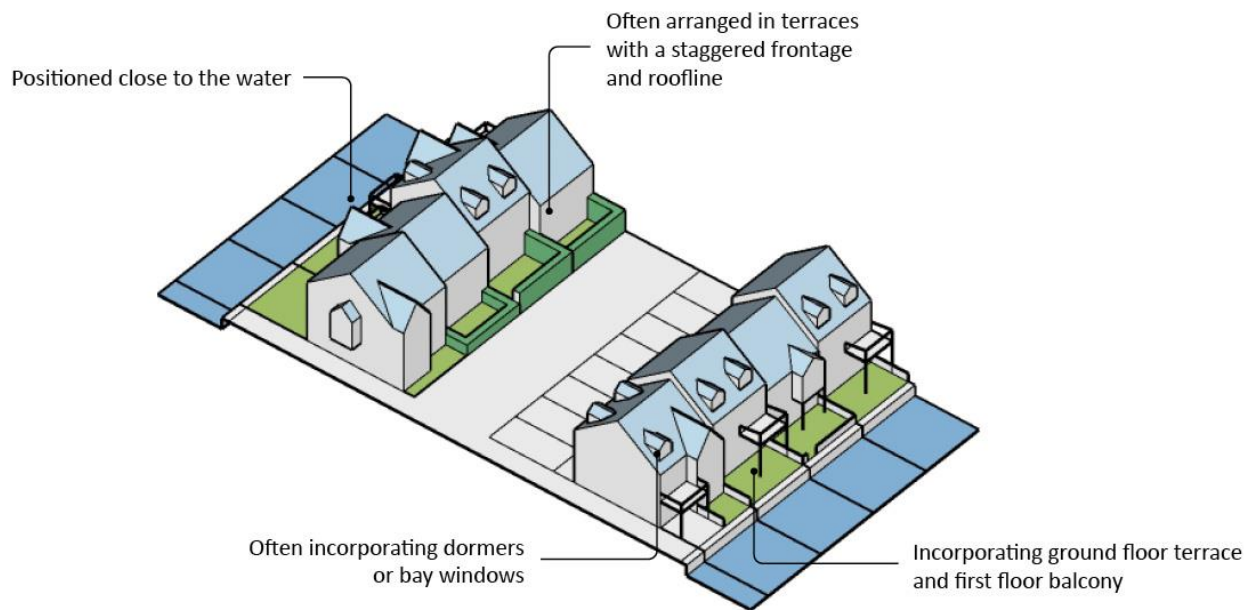 Often arranged in terraces
with a staggered frontage
and roofline
Positioned close to the water
Often incorporating dormers
or bay windows
Incorporating ground floor terrace
and first floor balcony